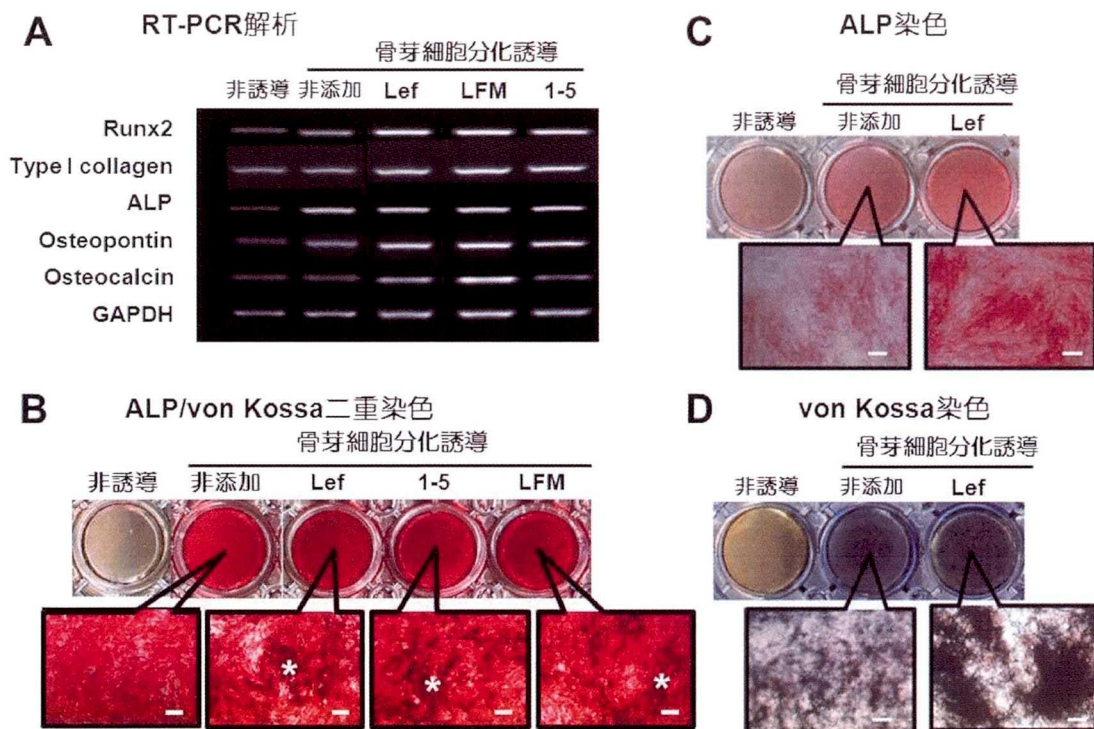 A RT-PCR解析
骨芽細胞分化誘導
非誘導 非添加 Lef LFM 1-5
Runx2
Type I collagen
ALP
Osteopontin
Osteocalcin
GAPDH
B ALP/von Kossa二重染色
骨芽細胞分化誘導
非誘導 非添加 Lef 1-5 LFM
* * *
C ALP染色
骨芽細胞分化誘導
非誘導 非添加 Lef
D von Kossa染色
骨芽細胞分化誘導
非誘導 非添加 Lef